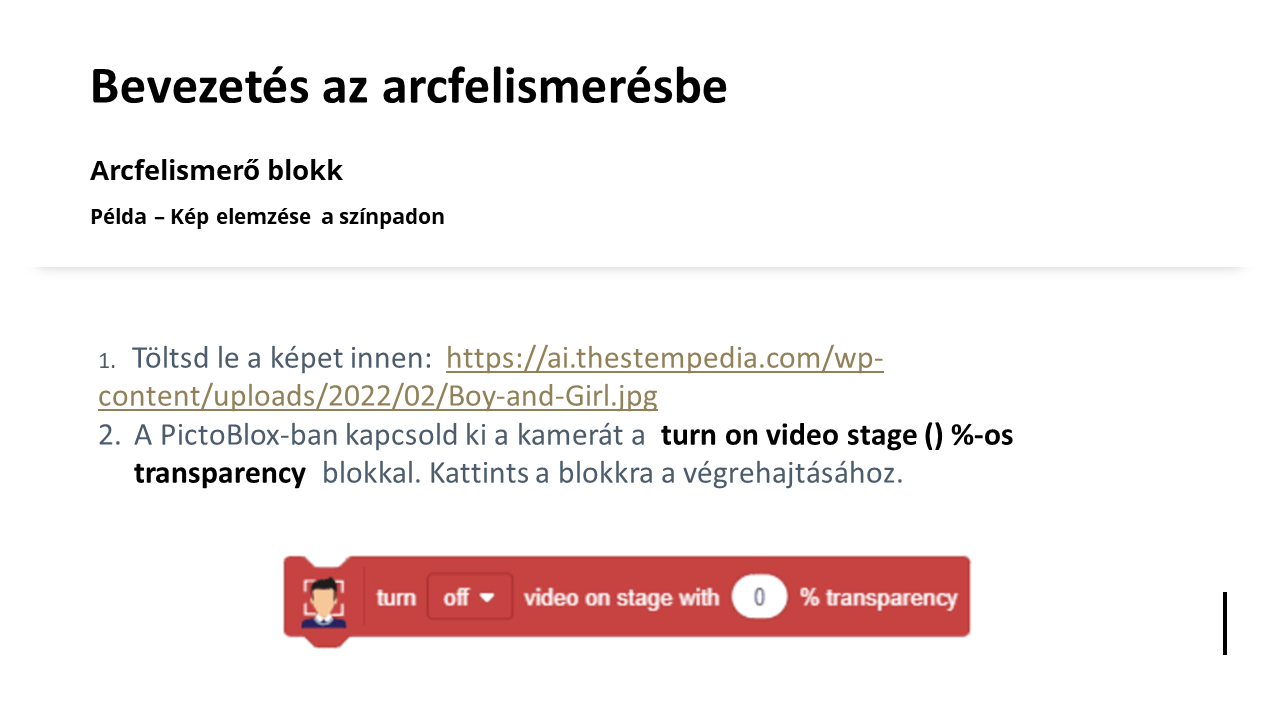 Bevezetés az arcfelismerésbe
Arcfelismerő blokk
Példa – Kép elemzése a színpadon
1. Töltsd le a képet innen: https://ai.thestempedia.com/wp-
content/uploads/2022/02/Boy-and-Girl.jpg
2. A PictoBlox-ban kapcsold ki a kamerát a turn on video stage () %-os
transparency blokkal. Kattints a blokkra a végrehajtásához.
turn off video on stage with 0 % transparency